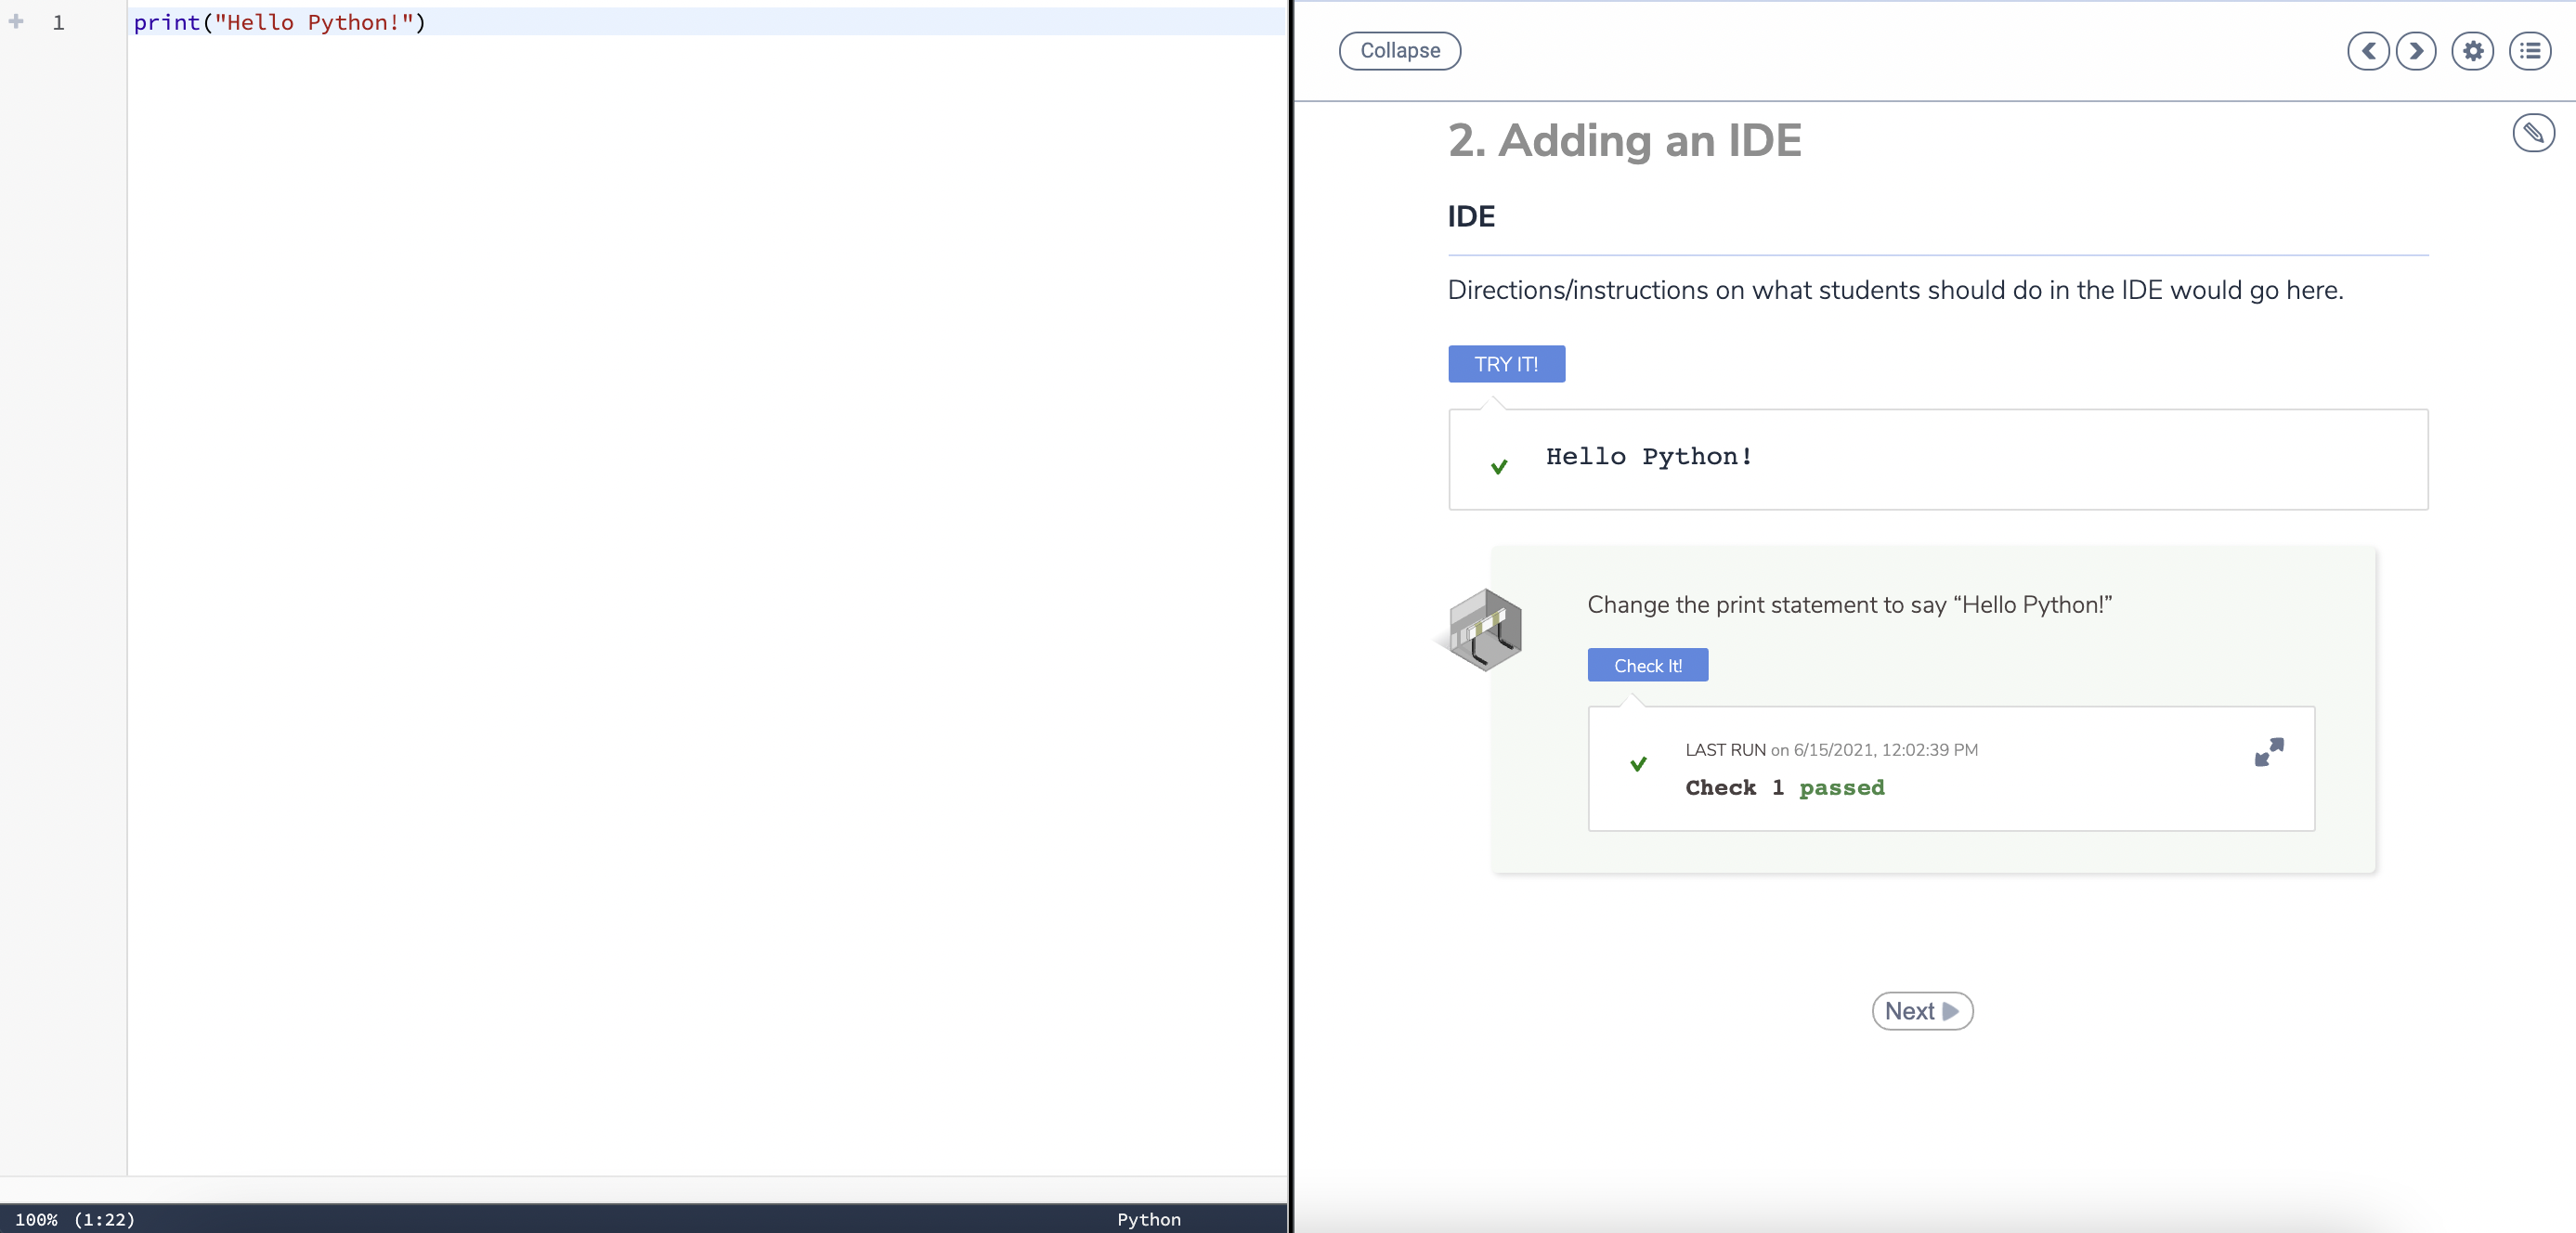 1 print("Hello Python!")
100% (1:22) Python
Collapse
2. Adding an IDE
IDE
Directions/instructions on what students should do in the IDE would go here.
TRY IT!
Hello Python!
Change the print statement to say “Hello Python!”
Check It!
LAST RUN on 6/15/2021, 12:02:39 PM
Check 1 passed
Next